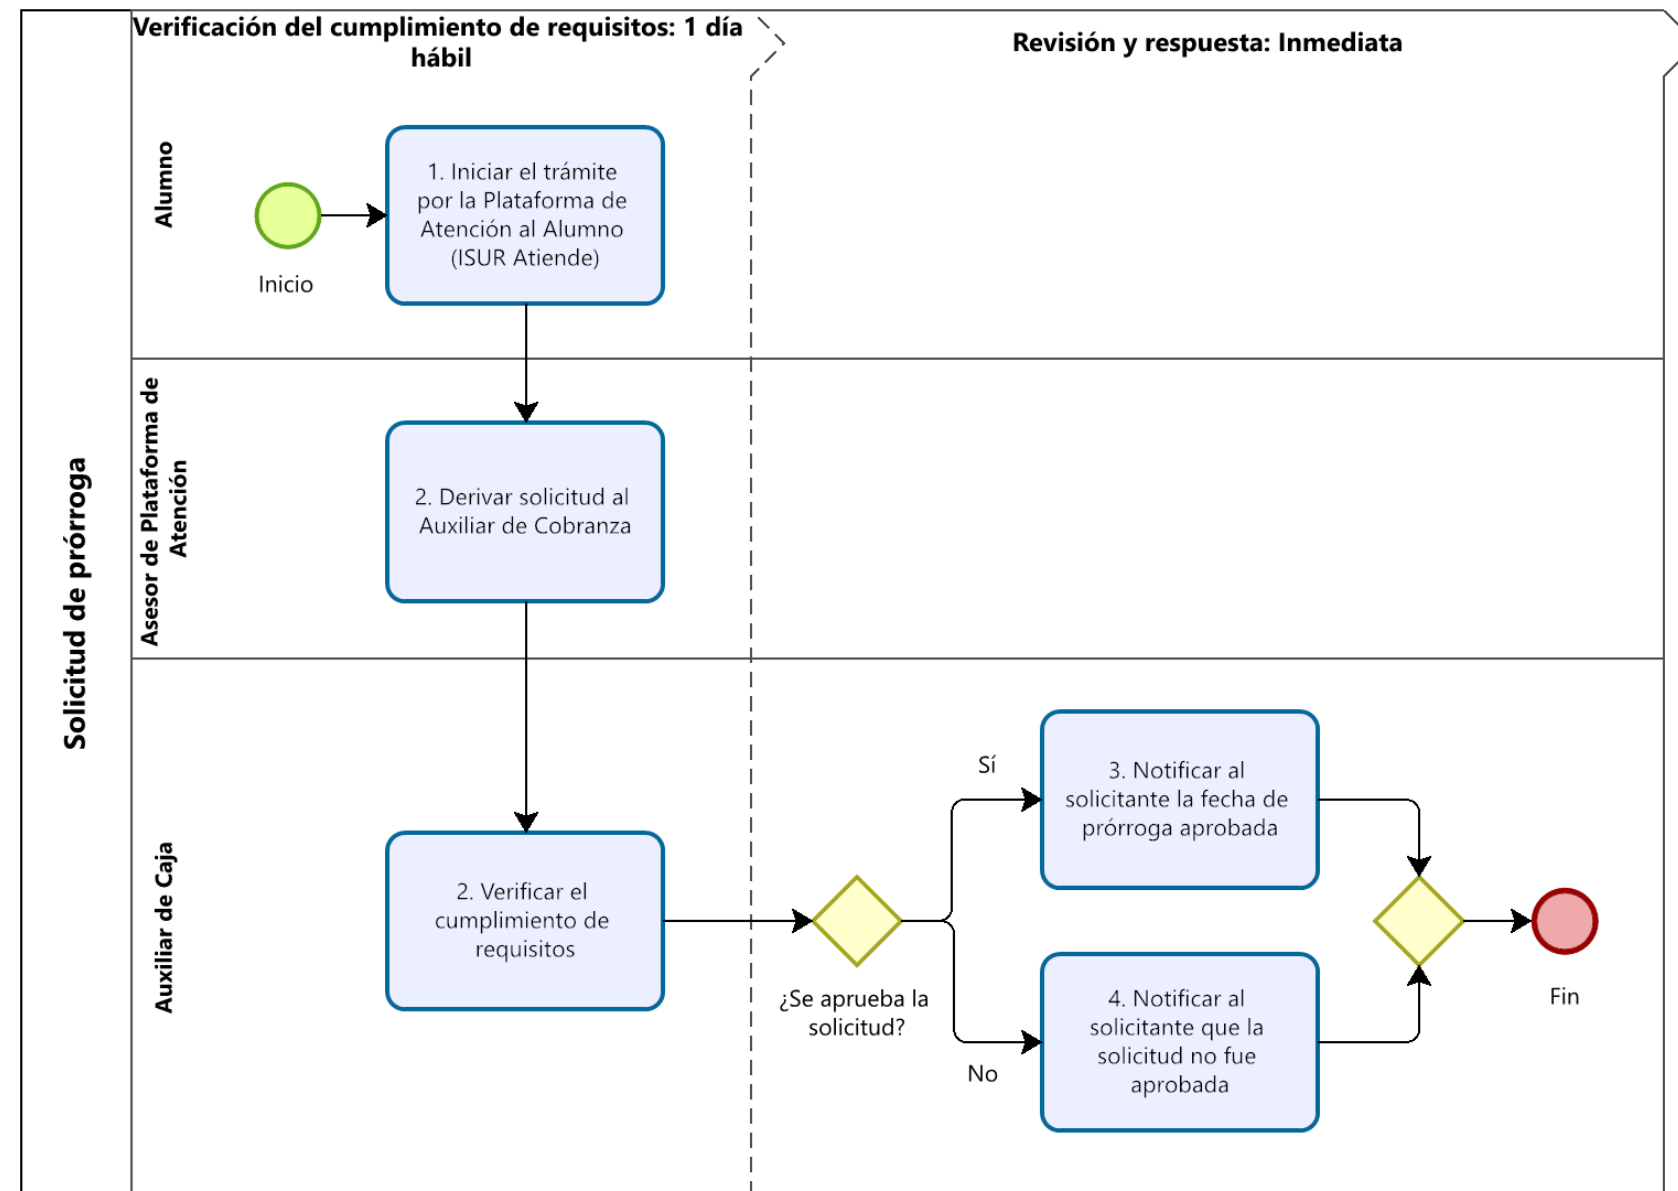 Verificación del cumplimiento de requisitos: 1 día
hábil
Revisión y respuesta: Inmediata
Solicitud de prórroga
Alumno
Inicio
1. Iniciar el trámite
por la Plataforma de
Atención al Alumno
(ISUR Atiende)
Asesor de Plataforma de
Atención
2. Derivar solicitud al
Auxiliar de Cobranza
Auxiliar de Caja
2. Verificar el
cumplimiento de
requisitos
¿Se aprueba la
solicitud?
Sí
3. Notificar al
solicitante la fecha de
prórroga aprobada
No
4. Notificar al
solicitante que la
solicitud no fue
aprobada
Fin